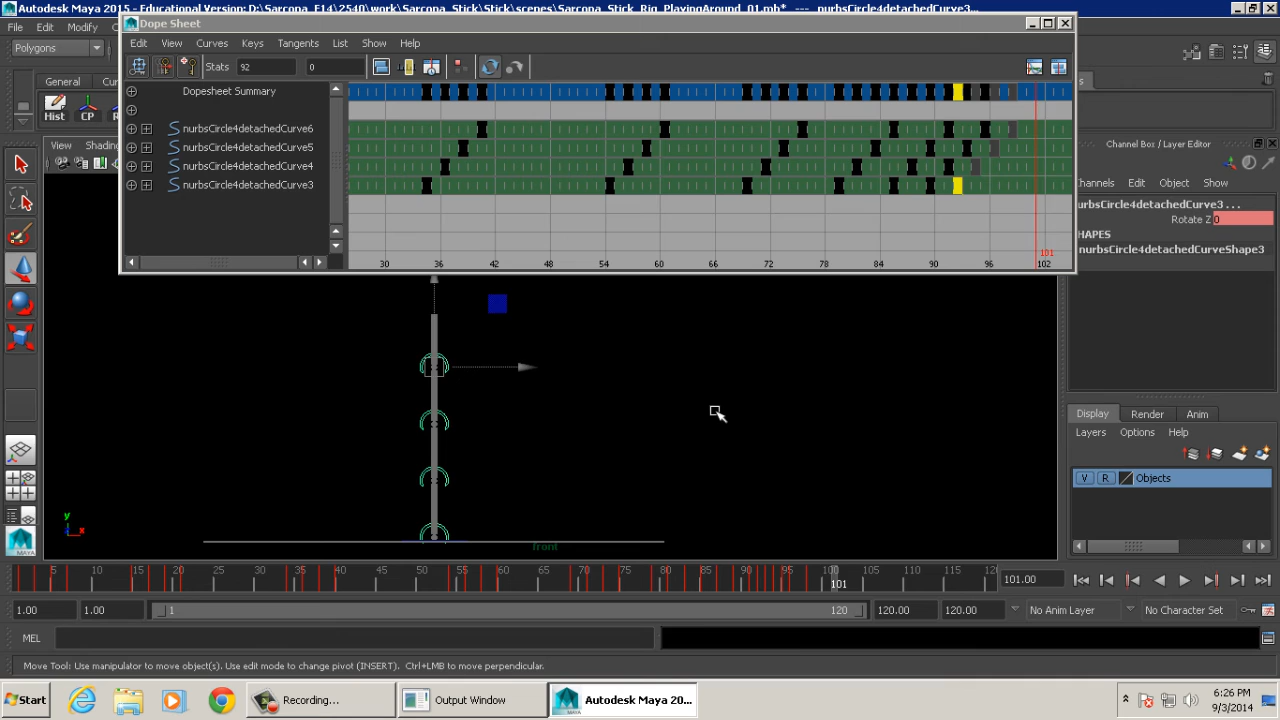 Autodesk Maya 2015 - Educational Version: D:\Sarcona_F14\2540\work\Sarcona_Stick\Stick\scenes\Sarcona_Stick_Rig_PlayingAround_01.mb* --- nurbsCircle4detachedCurve3...
File Edit Modify
Polygons
General
Hist CP
View Shading
Dope Sheet
Edit View Curves Keys Tangents List Show Help
Stats 92 0
Dopesheet Summary
nurbsCircle4detachedCurve6
nurbsCircle4detachedCurve5
nurbsCircle4detachedCurve4
nurbsCircle4detachedCurve3
101
30 36 42 48 54 60 66 72 78 84 90 96 102
Channel Box / Layer Editor
Channels Edit Object Show
nurbsCircle4detachedCurve3 . . .
Rotate Z 0
SHAPES
nurbsCircle4detachedCurveShape3
Display Render Anim
Layers Options Help
V R Objects
y
x
front
5 10 15 20 25 30 35 40 45 50 55 60 65 70 75 80 85 90 95 100 105 110 115 120
101
101.00
1.00 1.00 1 120 120.00 120.00 No Anim Layer No Character Set
MEL
Move Tool: Use manipulator to move object(s). Use edit mode to change pivot (INSERT). Ctrl+LMB to move perpendicular.
Start Recording... Output Window Autodesk Maya 20... 6:26 PM
9/3/2014